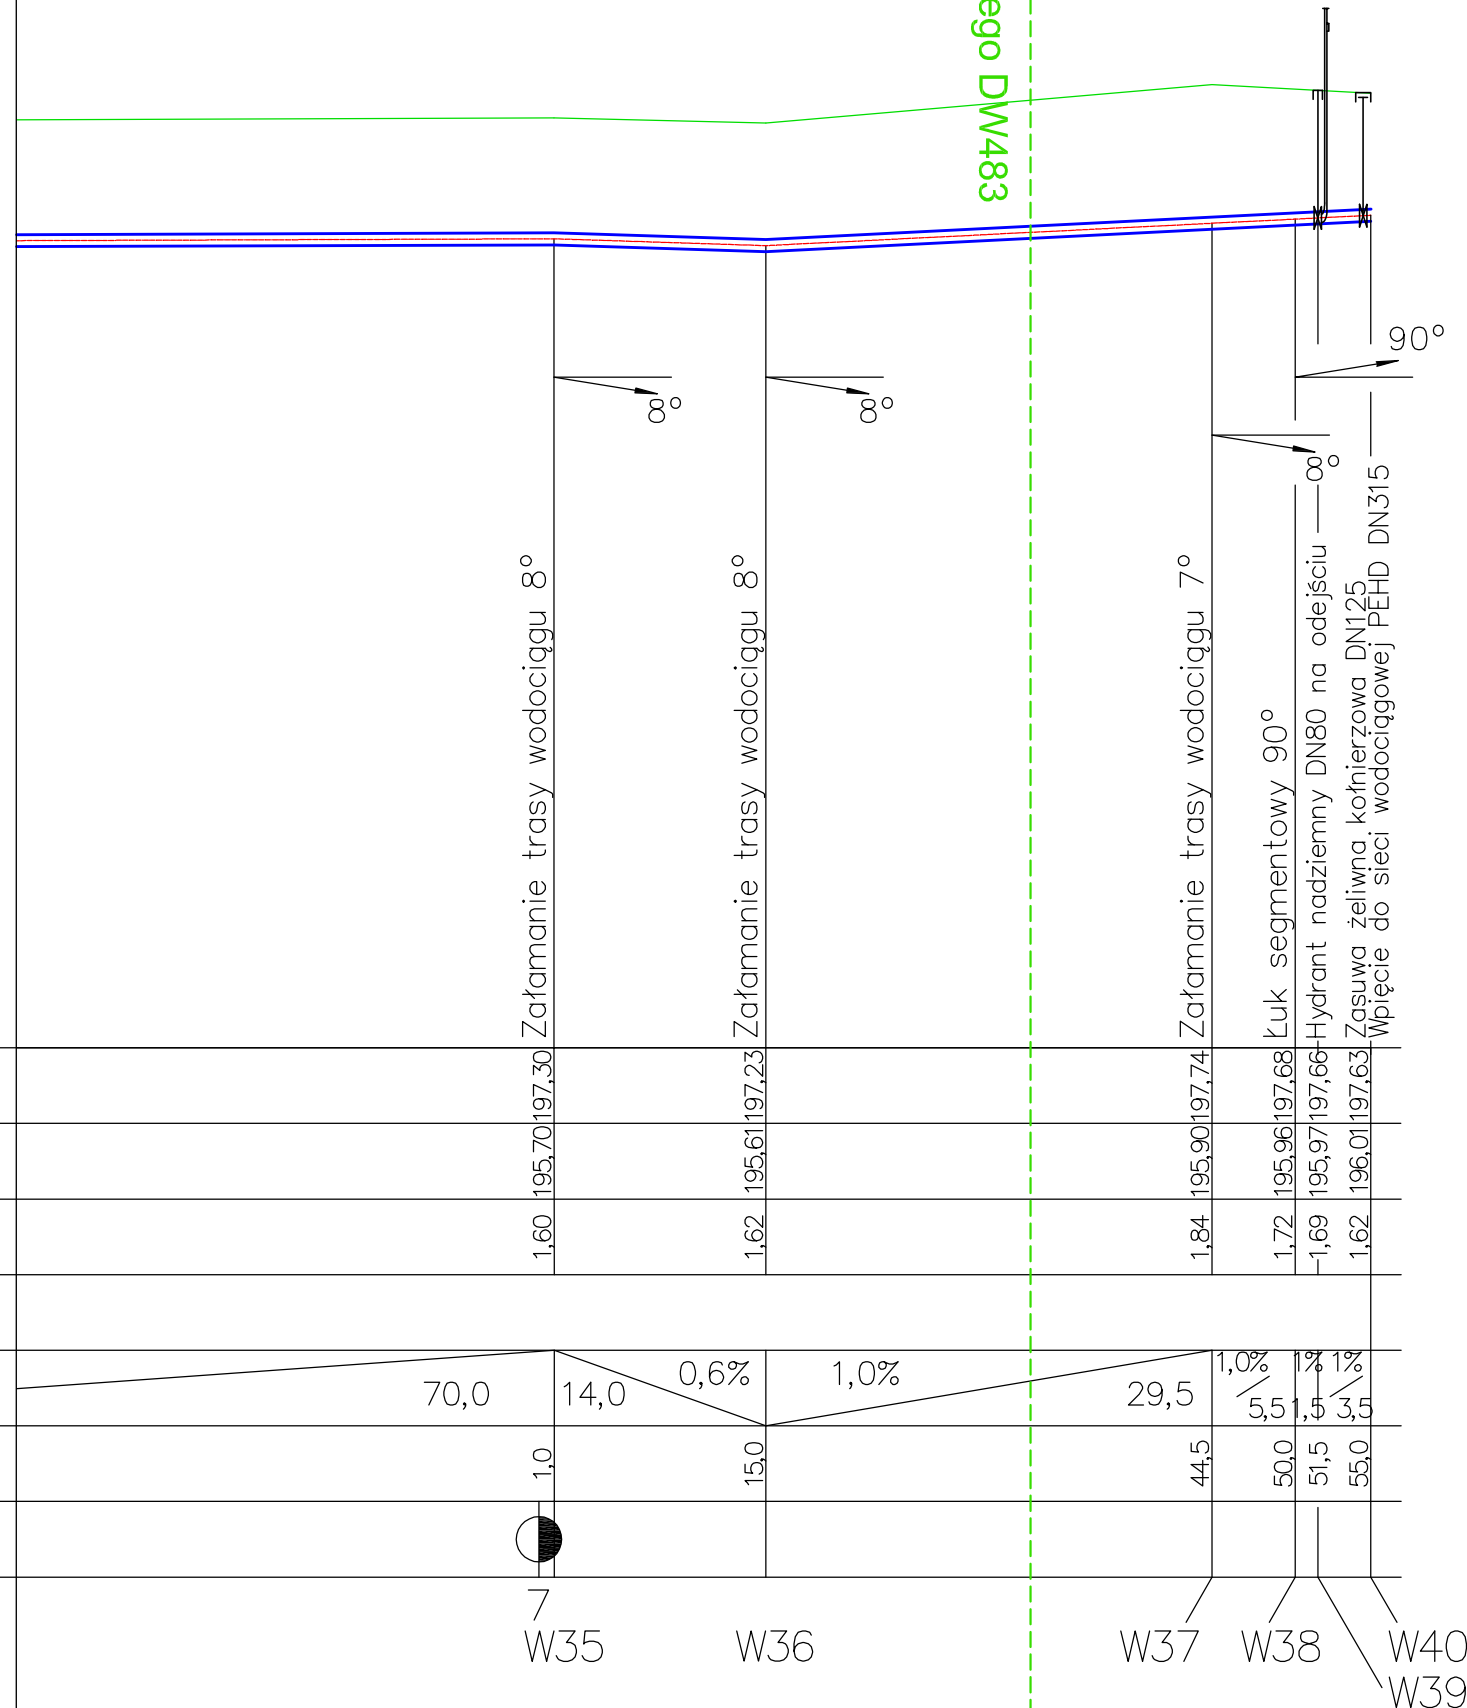 ego DW483
90°
8°
8°
8°
Załamanie trasy wodociągu 8°
Załamanie trasy wodociągu 8°
Załamanie trasy wodociągu 7°
Łuk segmentowy 90°
Hydrant nadziemny DN80 na odejściu
Zasuwa żeliwna kołnierzowa DN125
Wpięcie do sieci wodociągowej PEHD DN315
197,30 197,23 197,74 197,68 197,66 197,63
195,70 195,61 195,90 195,96 195,97 196,01
1,60 1,62 1,84 1,72 1,69 1,62
0,6% 1,0% 1,0% 1% 1%
70,0 14,0 29,5 5,5 1,5 3,5
1,0 15,0 44,5 50,0 51,5 55,0
7
W35 W36 W37 W38 W40
W39